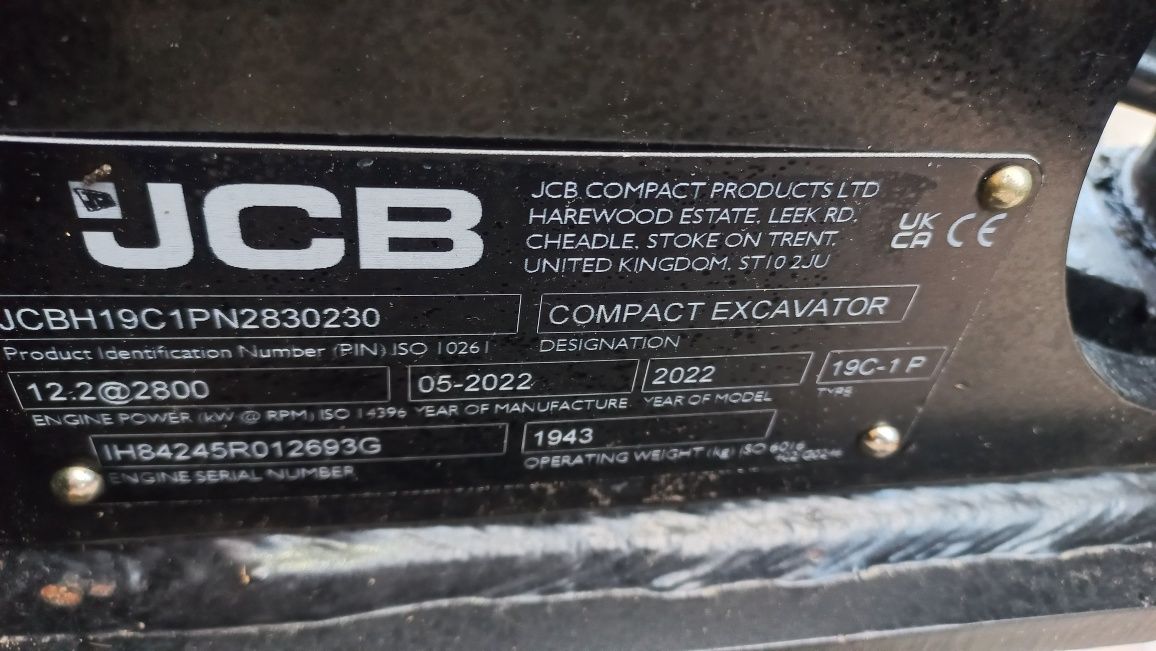 JCB
JCB COMPACT PRODUCTS LTD
HAREWOOD ESTATE, LEEK RD,
CHEADLE, STOKE ON TRENT,
UNITED KINGDOM, ST10 2JU
UK
CA CE
JCBH19C1PN2830230
Product Identification Number (PIN) ISO 10261
COMPACT EXCAVATOR
DESIGNATION
12.2@2800
ENGINE POWER (kW @ RPM) ISO 14396
05-2022
YEAR OF MANUFACTURE
2022
YEAR OF MODEL
19C-1 P
TYPE
IH84245R012693G
ENGINE SERIAL NUMBER
1943
OPERATING WEIGHT (kg) ISO 6016